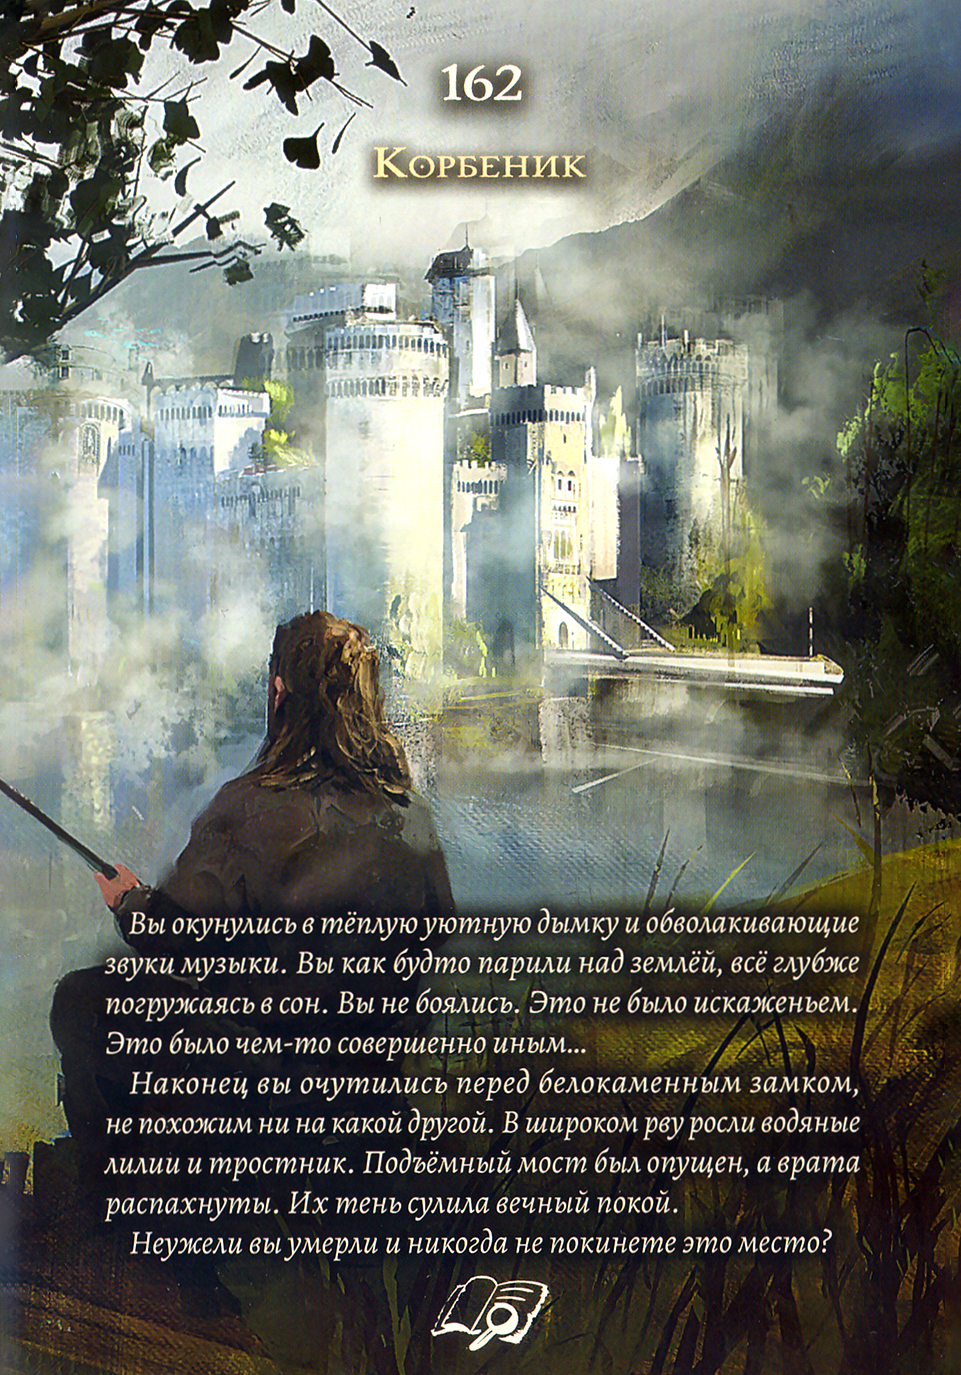 162
Корбеник
Вы окунулись в тёплую уютную дымку и обволакивающие
звуки музыки. Вы как будто парили над землёй, всё глубже
погружаясь в сон. Вы не боялись. Это не было искаженьем.
Это было чем-то совершенно иным...
Наконец вы очутились перед белокаменным замком,
не похожим ни на какой другой. В широком рву росли водяные
лилии и тростник. Подъёмный мост был опущен, а врата
распахнуты. Их тень сулила вечный покой.
Неужели вы умерли и никогда не покинете это место?